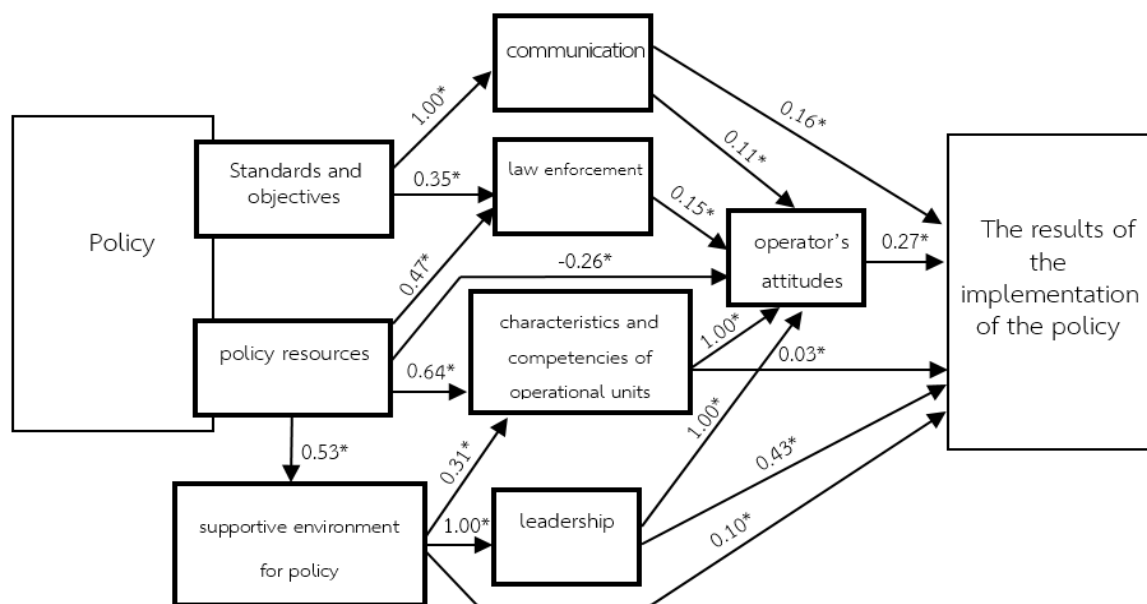 communication
1.00*
0.16*
0.11*
Standards and
objectives
0.35*
law enforcement
0.15*
Policy
operator's
attitudes
0.27*
The results of
the
implementation
of the policy
0.47*
-0.26*
policy resources
0.64*
characteristics and
competencies of
operational units
1.00*
0.03*
0.53*
0.31*
1.00*
0.43*
supportive environment
for policy
1.00*
leadership
0.10*